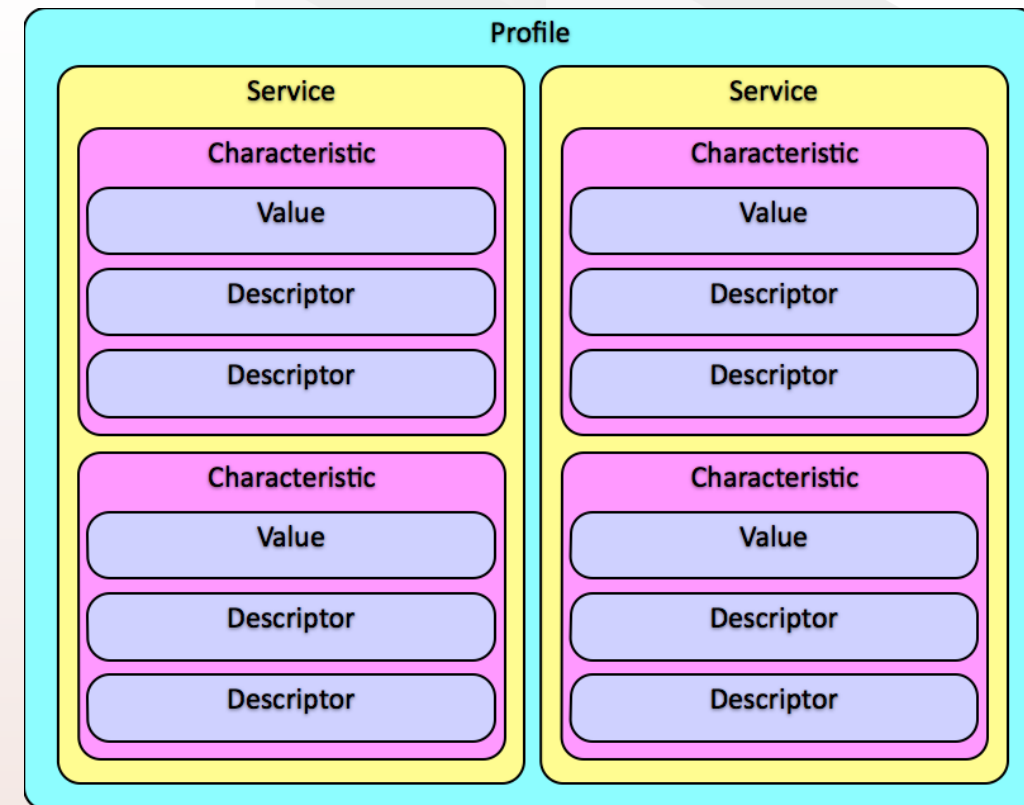 Profile
Service
Characteristic
Value
Descriptor
Descriptor
Characteristic
Value
Descriptor
Descriptor
Service
Characteristic
Value
Descriptor
Descriptor
Characteristic
Value
Descriptor
Descriptor